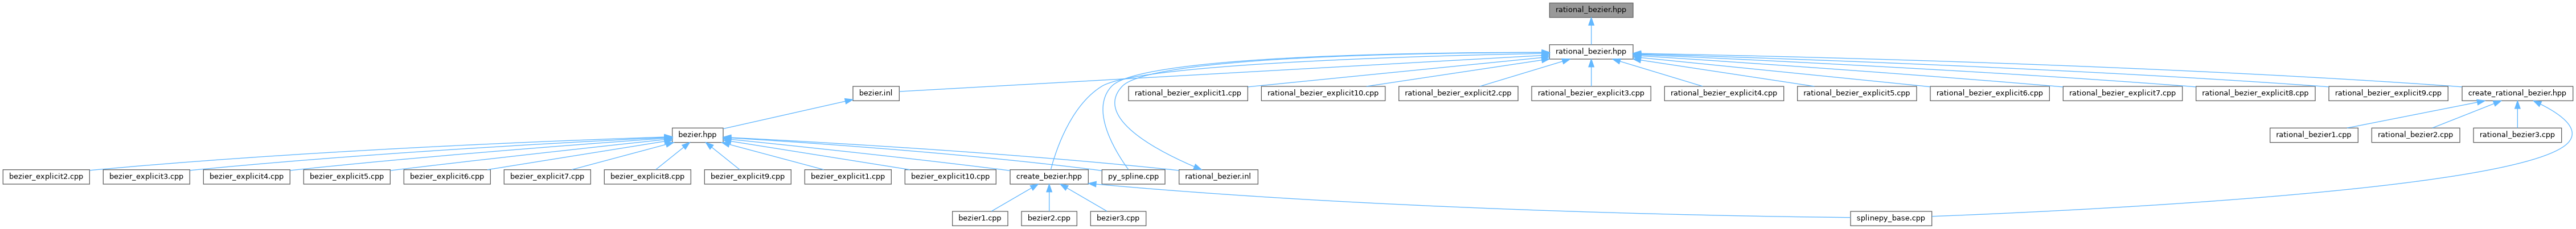 rational_bezier.hpp
rational_bezier.hpp
bezier.inl
rational_bezier_explicit1.cpp
rational_bezier_explicit10.cpp
rational_bezier_explicit2.cpp
rational_bezier_explicit3.cpp
rational_bezier_explicit4.cpp
rational_bezier_explicit5.cpp
rational_bezier_explicit6.cpp
rational_bezier_explicit7.cpp
rational_bezier_explicit8.cpp
rational_bezier_explicit9.cpp
create_rational_bezier.hpp
bezier.hpp
rational_bezier1.cpp
rational_bezier2.cpp
rational_bezier3.cpp
bezier_explicit2.cpp
bezier_explicit3.cpp
bezier_explicit4.cpp
bezier_explicit5.cpp
bezier_explicit6.cpp
bezier_explicit7.cpp
bezier_explicit8.cpp
bezier_explicit9.cpp
bezier_explicit1.cpp
bezier_explicit10.cpp
create_bezier.hpp
py_spline.cpp
rational_bezier.inl
bezier1.cpp
bezier2.cpp
bezier3.cpp
splinepy_base.cpp